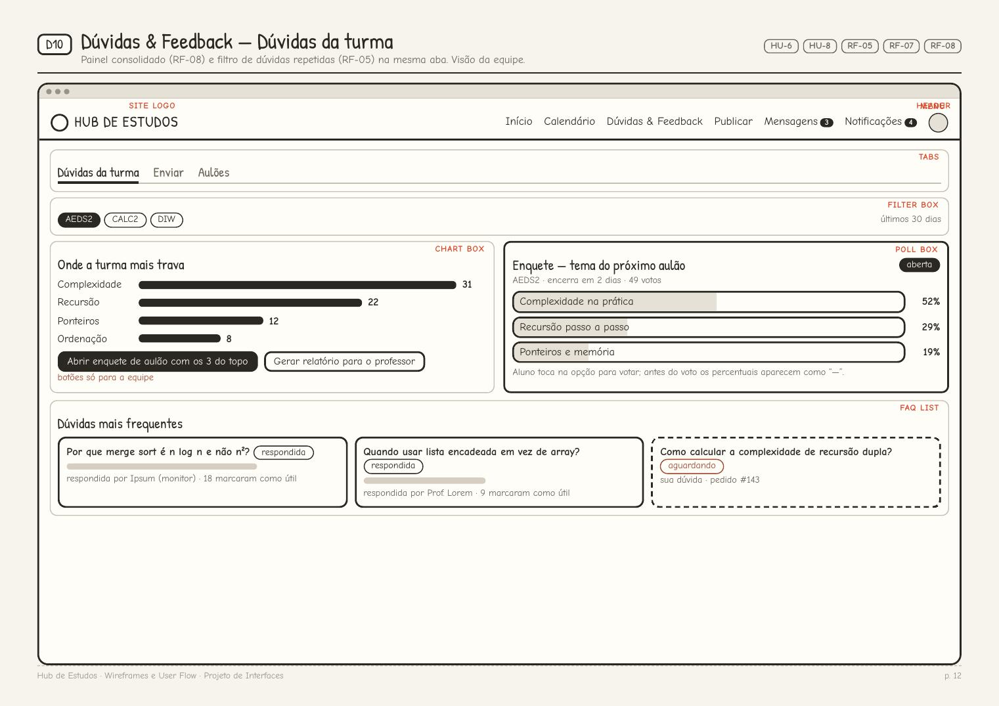 D10 Dúvidas & Feedback — Dúvidas da turma
HU-6 HU-8 RF-05 RF-07 RF-08
Painel consolidado (RF-08) e filtro de dúvidas repetidas (RF-05) na mesma aba. Visão da equipe.
SITE LOGO
HEADER
MENU
HUB DE ESTUDOS
Início Calendário Dúvidas & Feedback Publicar Mensagens 3 Notificações 4
TABS
Dúvidas da turma Enviar Aulões
FILTER BOX
AEDS2 CALC2 DIW
últimos 30 dias
CHART BOX
Onde a turma mais trava
Complexidade 31
Recursão 22
Ponteiros 12
Ordenação 8
Abrir enquete de aulão com os 3 do topo
Gerar relatório para o professor
botões só para a equipe
POLL BOX
Enquete — tema do próximo aulão
aberta
AEDS2 · encerra em 2 dias · 49 votos
Complexidade na prática 52%
Recursão passo a passo 29%
Ponteiros e memória 19%
Aluno toca na opção para votar; antes do voto os percentuais aparecem como “—”.
FAQ LIST
Dúvidas mais frequentes
Por que merge sort é n log n e não n²? respondida
respondida por Ipsum (monitor) · 18 marcaram como útil
Quando usar lista encadeada em vez de array?
respondida
respondida por Prof. Lorem · 9 marcaram como útil
Como calcular a complexidade de recursão dupla?
aguardando
sua dúvida · pedido #143
Hub de Estudos · Wireframes e User Flow · Projeto de Interfaces
p. 12